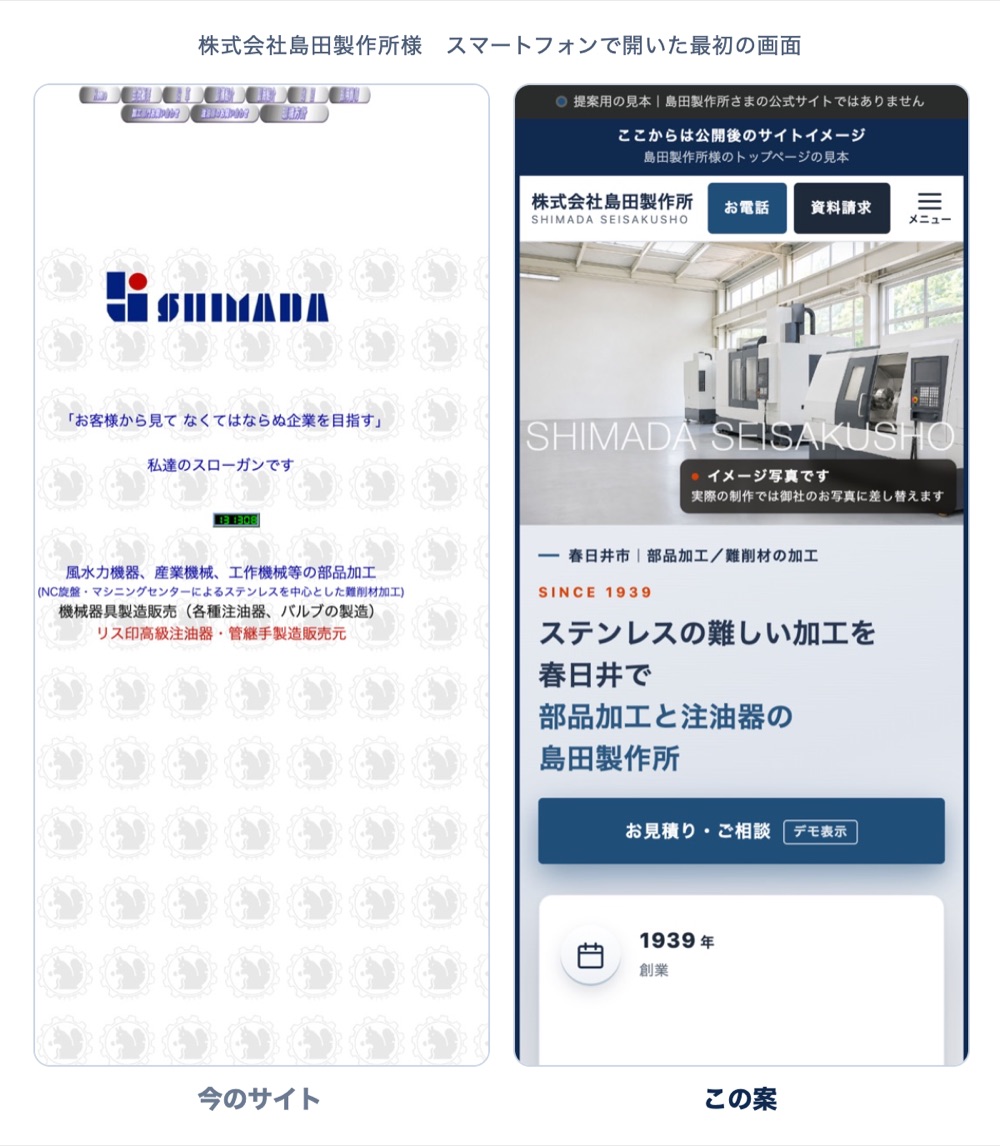 株式会社島田製作所様　スマートフォンで開いた最初の画面
SHIMADA
「お客様から見て なくてはならぬ企業を目指す」
私達のスローガンです
風水力機器、産業機械、工作機械等の部品加工
(NC旋盤・マシニングセンターによるステンレスを中心とした難削材加工)
機械器具製造販売（各種注油器、バルブの製造）
リス印高級注油器・管継手製造販売元
今のサイト
提案用の見本｜島田製作所さまの公式サイトではありません
ここからは公開後のサイトイメージ
島田製作所様のトップページの見本
株式会社島田製作所
SHIMADA SEISAKUSHO
お電話
資料請求
メニュー
SHIMADA SEISAKUSHO
イメージ写真です
実際の制作では御社のお写真に差し替えます
春日井市｜部品加工／難削材の加工
SINCE 1939
ステンレスの難しい加工を
春日井で
部品加工と注油器の
島田製作所
お見積り・ご相談 デモ表示
1939 年
創業
この案